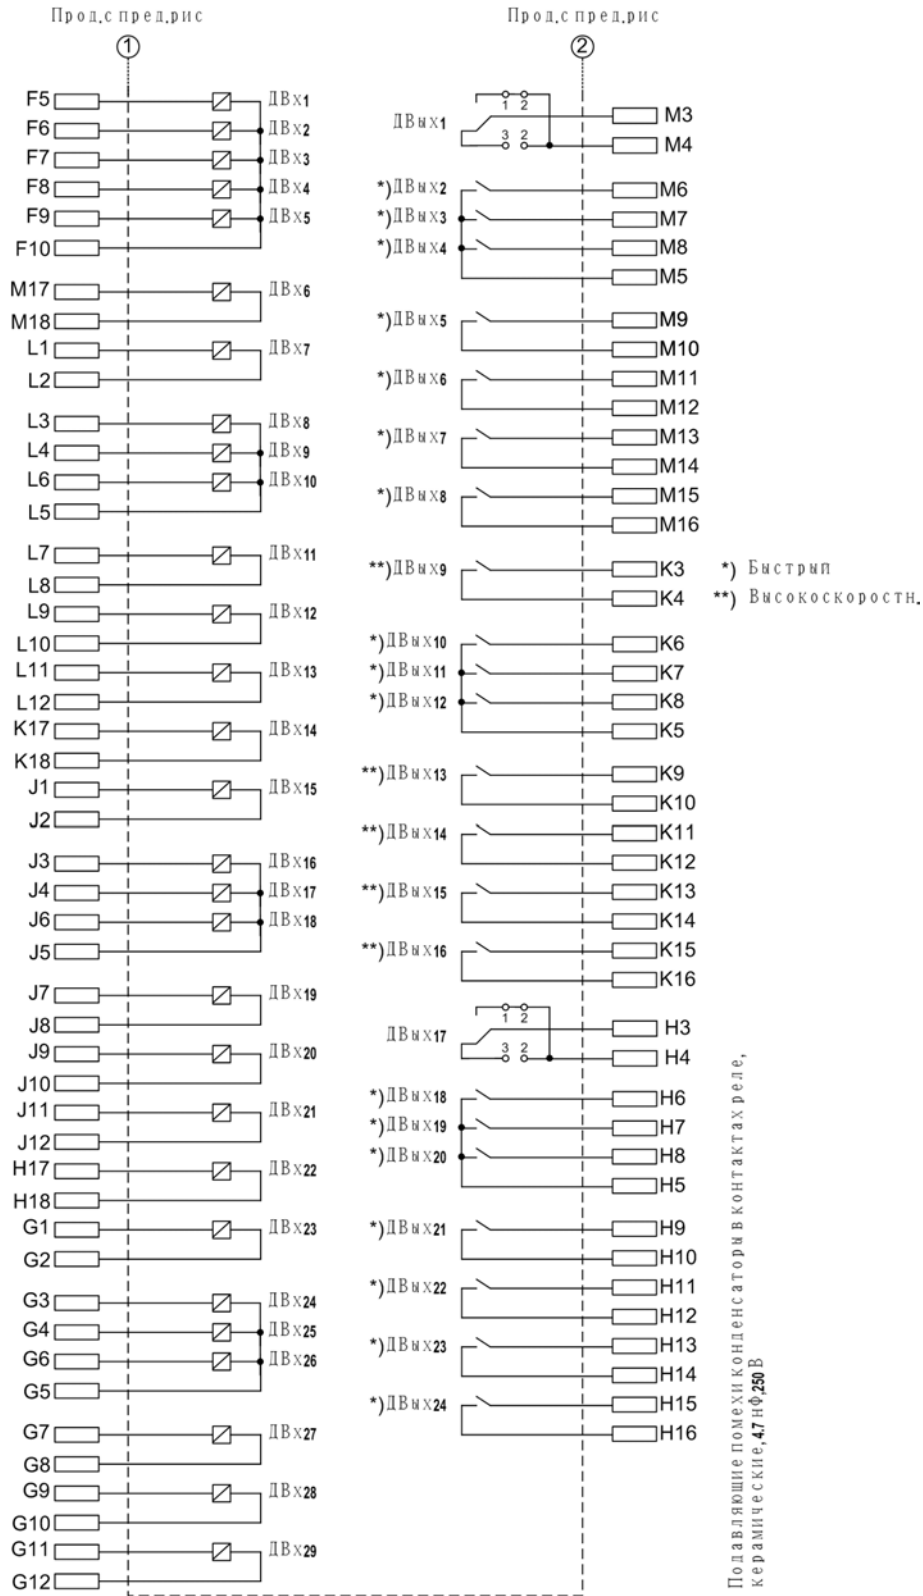 Прод.с пред.рис
1
F5 ДВх1
F6 ДВх2
F7 ДВх3
F8 ДВх4
F9 ДВх5
F10
M17 ДВх6
M18
L1 ДВх7
L2
L3 ДВх8
L4 ДВх9
L6 ДВх10
L5
L7 ДВх11
L8
L9 ДВх12
L10
L11 ДВх13
L12
K17 ДВх14
K18
J1 ДВх15
J2
J3 ДВх16
J4 ДВх17
J6 ДВх18
J5
J7 ДВх19
J8
J9 ДВх20
J10
J11 ДВх21
J12
H17 ДВх22
H18
G1 ДВх23
G2
G3 ДВх24
G4 ДВх25
G6 ДВх26
G5
G7 ДВх27
G8
G9 ДВх28
G10
G11 ДВх29
G12
Прод.с пред.рис
2
1 2
ДВых1 M3
3 2 M4
*)ДВых2 M6
*)ДВых3 M7
*)ДВых4 M8
M5
*)ДВых5 M9
M10
*)ДВых6 M11
M12
*)ДВых7 M13
M14
*)ДВых8 M15
M16
**)ДВых9 K3
K4
*)ДВых10 K6
*)ДВых11 K7
*)ДВых12 K8
K5
**)ДВых13 K9
K10
**)ДВых14 K11
K12
**)ДВых15 K13
K14
**)ДВых16 K15
K16
1 2
ДВых17 H3
3 2 H4
*)ДВых18 H6
*)ДВых19 H7
*)ДВых20 H8
H5
*)ДВых21 H9
H10
*)ДВых22 H11
H12
*)ДВых23 H13
H14
*)ДВых24 H15
H16
*) Быстрый
**) Высокоскоростн.
Подавляющие помехи конденсаторы в контактах реле,
керамические, 4.7 нФ, 250 В